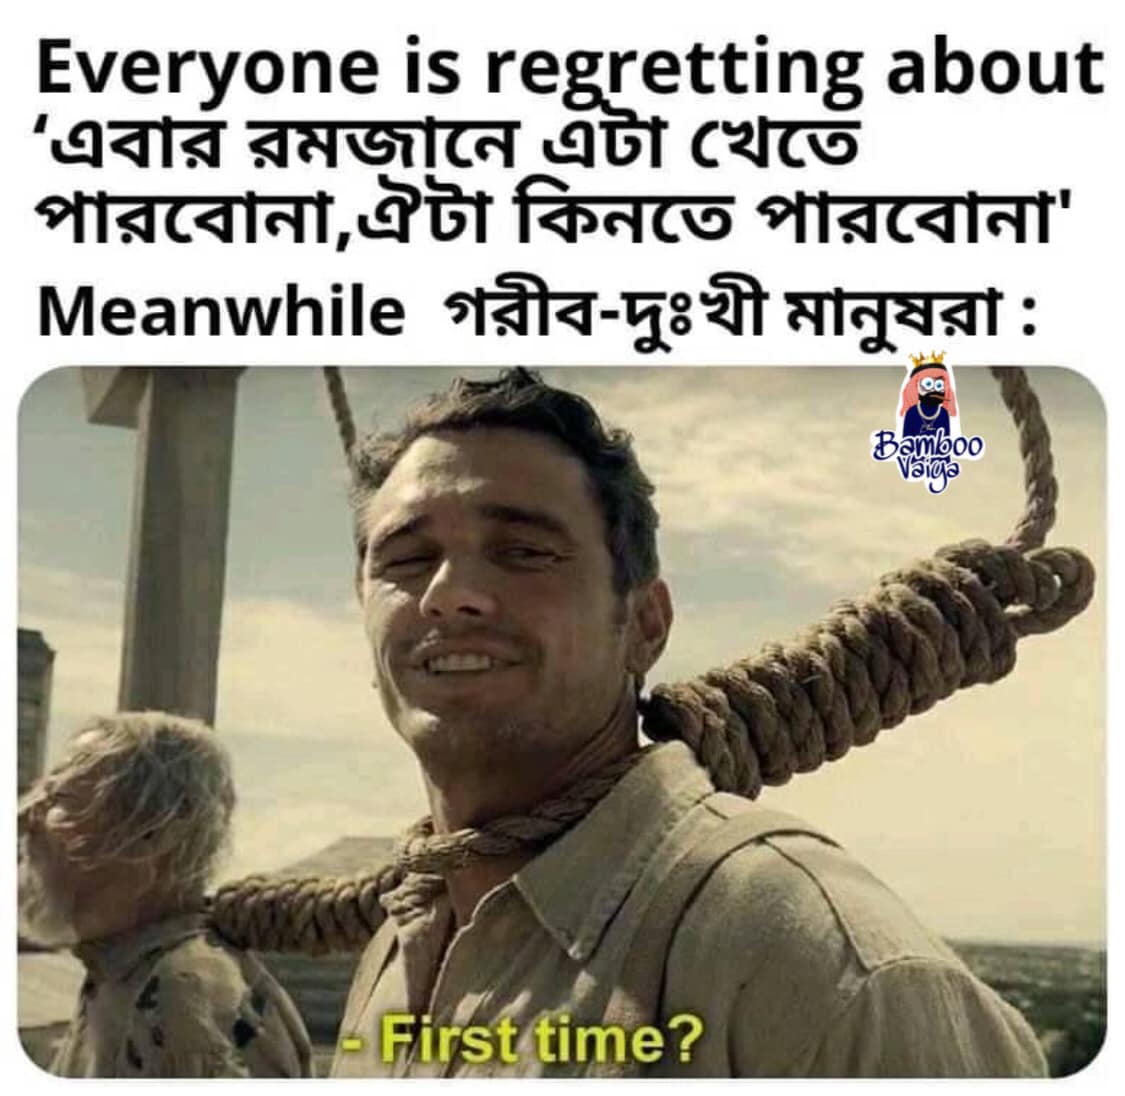 Everyone is regretting about
‘এবার রমজানে এটা খেতে
পারবোনা,ঐটা কিনতে পারবোনা'
Meanwhile গরীব-দুঃখী মানুষরা :
Bamboo
Vaiya
- First time?